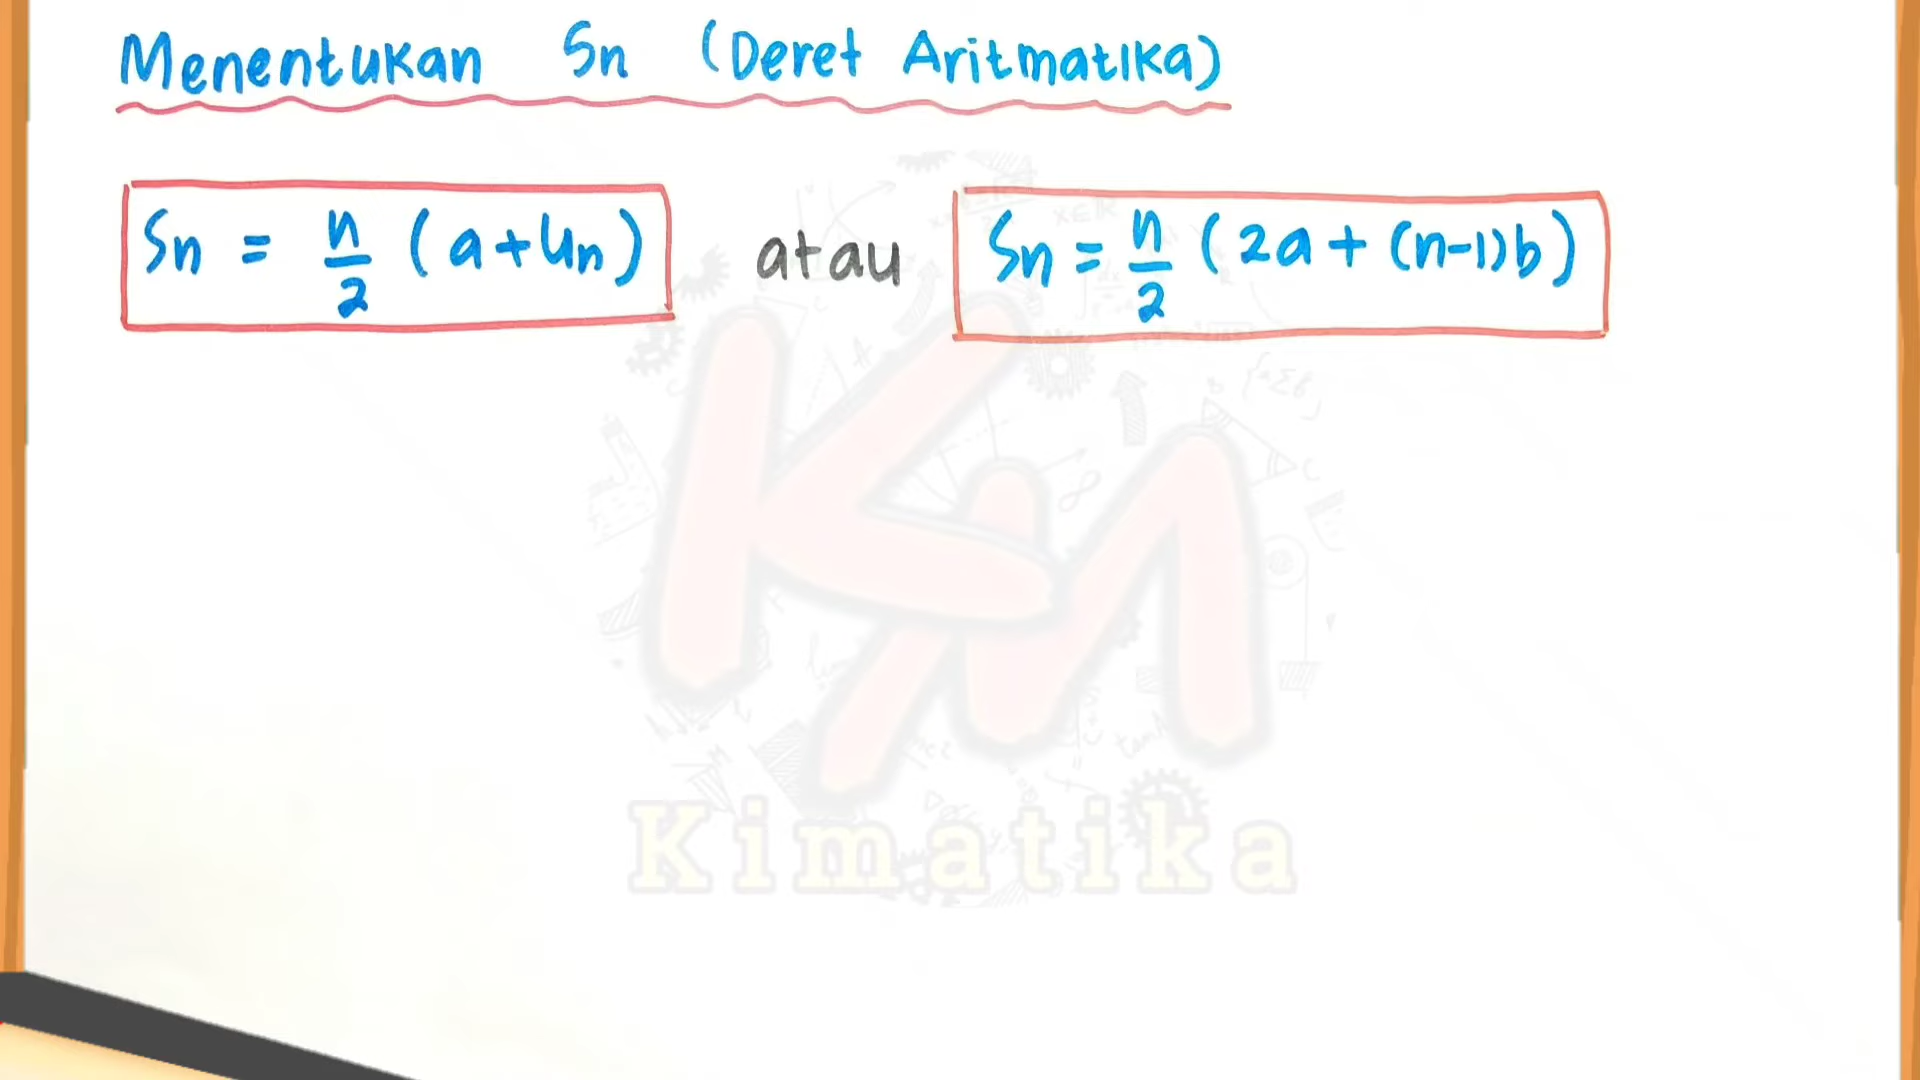 Menentukan Sn (Deret Aritmatika)
Sn = n/2 (a + Un) atau Sn = n/2 (2a + (n-1)b)
Kimatika